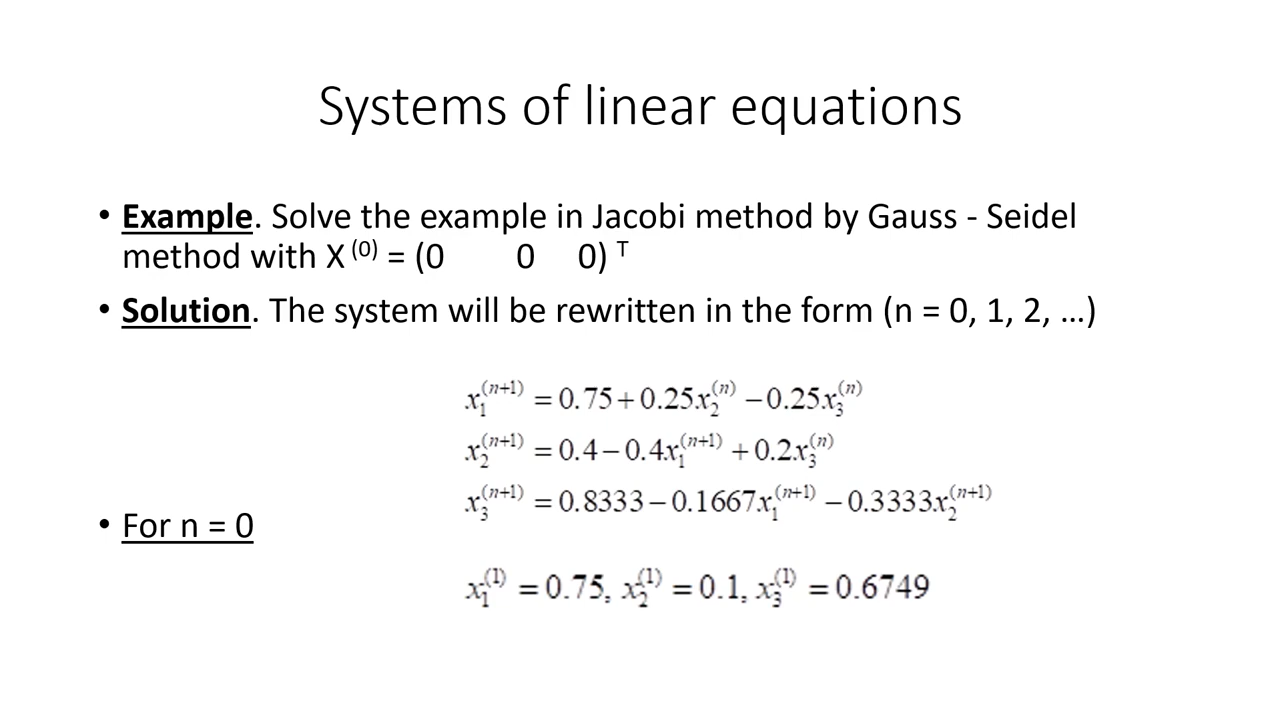 Systems of linear equations
• Example. Solve the example in Jacobi method by Gauss - Seidel
method with X (0) = (0 0 0) T
• Solution. The system will be rewritten in the form (n = 0, 1, 2, …)
x₁⁽ⁿ⁺¹⁾ = 0.75 + 0.25x₂⁽ⁿ⁾ − 0.25x₃⁽ⁿ⁾
x₂⁽ⁿ⁺¹⁾ = 0.4 − 0.4x₁⁽ⁿ⁺¹⁾ + 0.2x₃⁽ⁿ⁾
x₃⁽ⁿ⁺¹⁾ = 0.8333 − 0.1667x₁⁽ⁿ⁺¹⁾ − 0.3333x₂⁽ⁿ⁺¹⁾
• For n = 0
x₁⁽¹⁾ = 0.75, x₂⁽¹⁾ = 0.1, x₃⁽¹⁾ = 0.6749